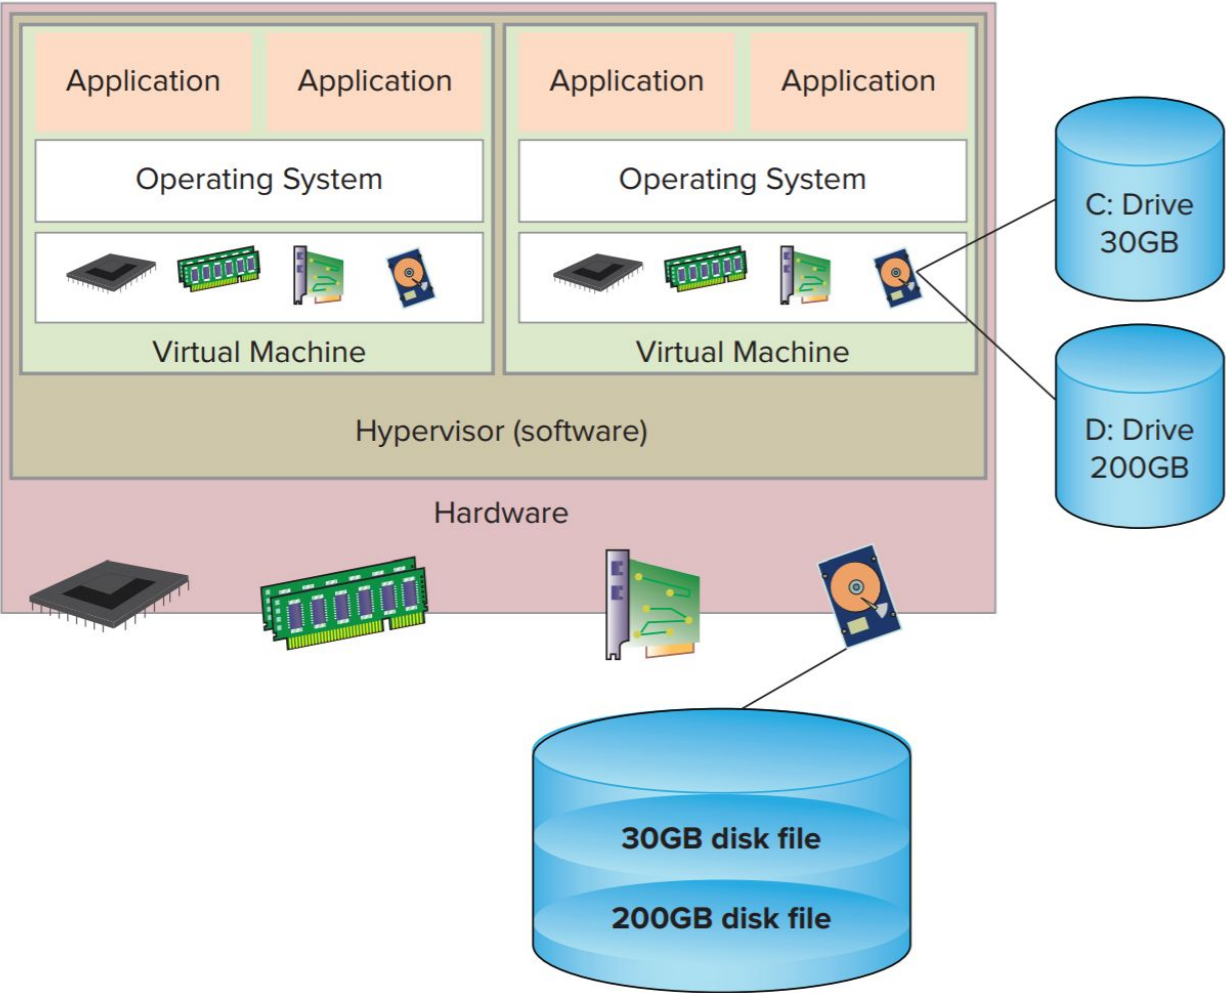 Application
Application
Application
Application
Operating System
Operating System
Virtual Machine
Virtual Machine
Hypervisor (software)
Hardware
C: Drive
30GB
D: Drive
200GB
30GB disk file
200GB disk file